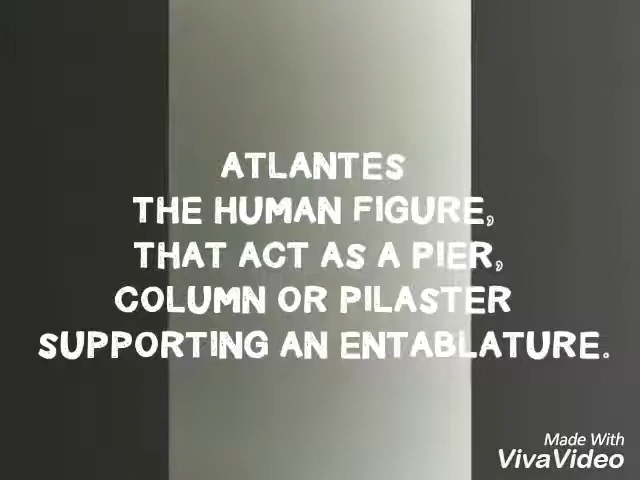 ATLANTES
THE HUMAN FIGURE,
THAT ACT AS A PIER,
COLUMN OR PILASTER
SUPPORTING AN ENTABLATURE.
Made With
VivaVideo